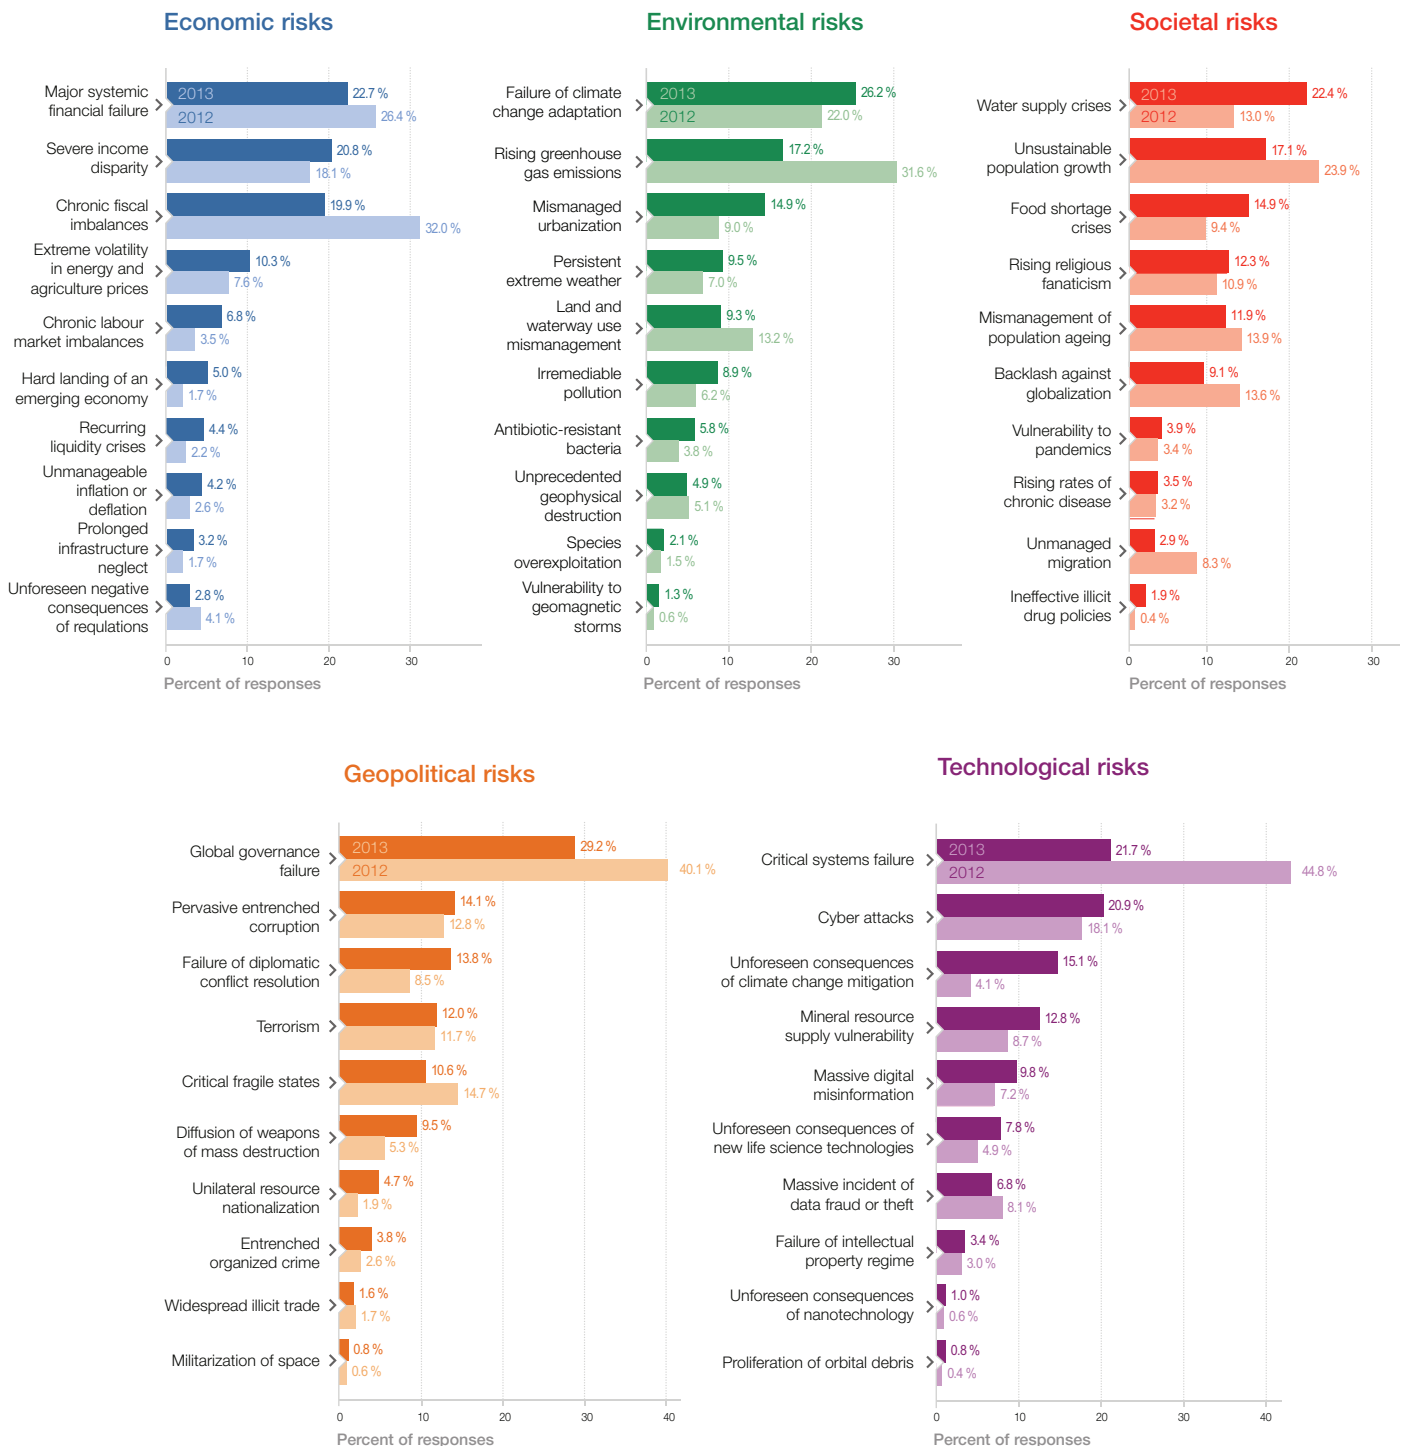 Economic risks
Major systemic
financial failure
2013
22.7 %
2012
26.4 %
Severe income
disparity
20.8 %
18.1 %
Chronic fiscal
imbalances
19.9 %
32.0 %
Extreme volatility
in energy and
agriculture prices
10.3 %
7.6 %
Chronic labour
market imbalances
6.8 %
3.5 %
Hard landing of an
emerging economy
5.0 %
1.7 %
Recurring
liquidity crises
4.4 %
2.2 %
Unmanageable
inflation or
deflation
4.2 %
2.6 %
Prolonged
infrastructure
neglect
3.2 %
1.7 %
Unforeseen negative
consequences
of requlations
2.8 %
4.1 %
0 10 20 30
Percent of responses
Environmental risks
Failure of climate
change adaptation
2013
26.2 %
2012
22.0 %
Rising greenhouse
gas emissions
17.2 %
31.6 %
Mismanaged
urbanization
14.9 %
9.0 %
Persistent
extreme weather
9.5 %
7.0 %
Land and
waterway use
mismanagement
9.3 %
13.2 %
Irremediable
pollution
8.9 %
6.2 %
Antibiotic-resistant
bacteria
5.8 %
3.8 %
Unprecedented
geophysical
destruction
4.9 %
5.1 %
Species
overexploitation
2.1 %
1.5 %
Vulnerability to
geomagnetic
storms
1.3 %
0.6 %
0 10 20 30
Percent of responses
Societal risks
Water supply crises
2013
22.4 %
2012
13.0 %
Unsustainable
population growth
17.1 %
23.9 %
Food shortage
crises
14.9 %
9.4 %
Rising religious
fanaticism
12.3 %
10.9 %
Mismanagement of
population ageing
11.9 %
13.9 %
Backlash against
globalization
9.1 %
13.6 %
Vulnerability to
pandemics
3.9 %
3.4 %
Rising rates of
chronic disease
3.5 %
3.2 %
Unmanaged
migration
2.9 %
8.3 %
Ineffective illicit
drug policies
1.9 %
0.4 %
0 10 20 30
Percent of responses
Geopolitical risks
Global governance
failure
2013
29.2 %
2012
40.1 %
Pervasive entrenched
corruption
14.1 %
12.8 %
Failure of diplomatic
conflict resolution
13.8 %
8.5 %
Terrorism
12.0 %
11.7 %
Critical fragile states
10.6 %
14.7 %
Diffusion of weapons
of mass destruction
9.5 %
5.3 %
Unilateral resource
nationalization
4.7 %
1.9 %
Entrenched
organized crime
3.8 %
2.6 %
Widespread illicit trade
1.6 %
1.7 %
Militarization of space
0.8 %
0.6 %
0 10 20 30 40
Percent of responses
Technological risks
Critical systems failure
2013
21.7 %
2012
44.8 %
Cyber attacks
20.9 %
18.1 %
Unforeseen consequences
of climate change mitigation
15.1 %
4.1 %
Mineral resource
supply vulnerability
12.8 %
8.7 %
Massive digital
misinformation
9.8 %
7.2 %
Unforeseen consequences of
new life science technologies
7.8 %
4.9 %
Massive incident of
data fraud or theft
6.8 %
8.1 %
Failure of intellectual
property regime
3.4 %
3.0 %
Unforeseen consequences
of nanotechnology
1.0 %
0.6 %
Proliferation of orbital debris
0.8 %
0.4 %
0 10 20 30 40
Percent of responses